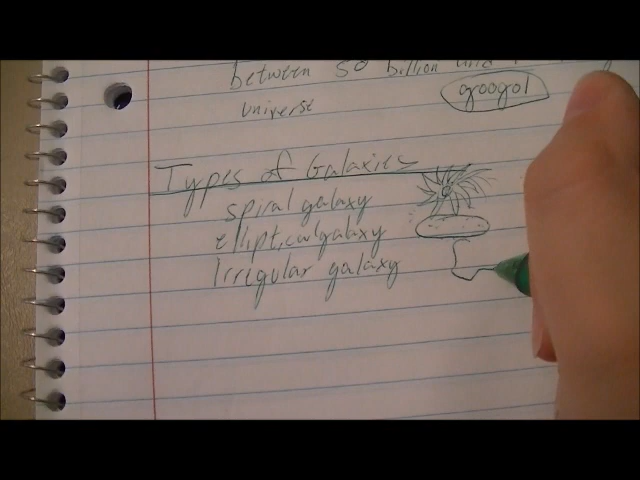 between 50 billion and
universe
googol
Types of Galaxies
spiral galaxy
elliptical galaxy
Irregular galaxy